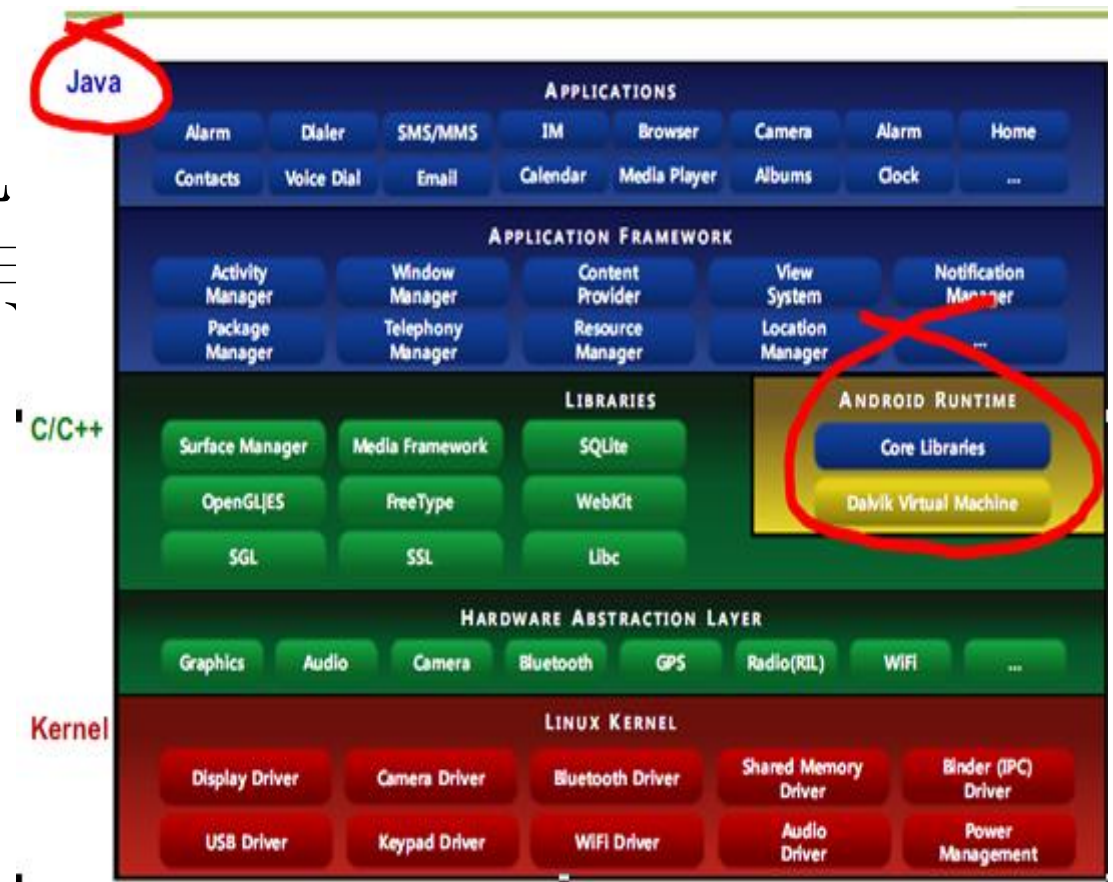 Java
APPLICATIONS
Alarm Dialer SMS/MMS IM Browser Camera Alarm Home
Contacts Voice Dial Email Calendar Media Player Albums Clock ...
APPLICATION FRAMEWORK
Activity Manager Window Manager Content Provider View System Notification Manager
Package Manager Telephony Manager Resource Manager Location Manager ...
C/C++
LIBRARIES
Surface Manager Media Framework SQLite
OpenGL|ES FreeType WebKit
SGL SSL Libc
ANDROID RUNTIME
Core Libraries
Dalvik Virtual Machine
HARDWARE ABSTRACTION LAYER
Graphics Audio Camera Bluetooth GPS Radio(RIL) WiFi ...
Kernel
LINUX KERNEL
Display Driver Camera Driver Bluetooth Driver Shared Memory Driver Binder (IPC) Driver
USB Driver Keypad Driver WiFi Driver Audio Driver Power Management